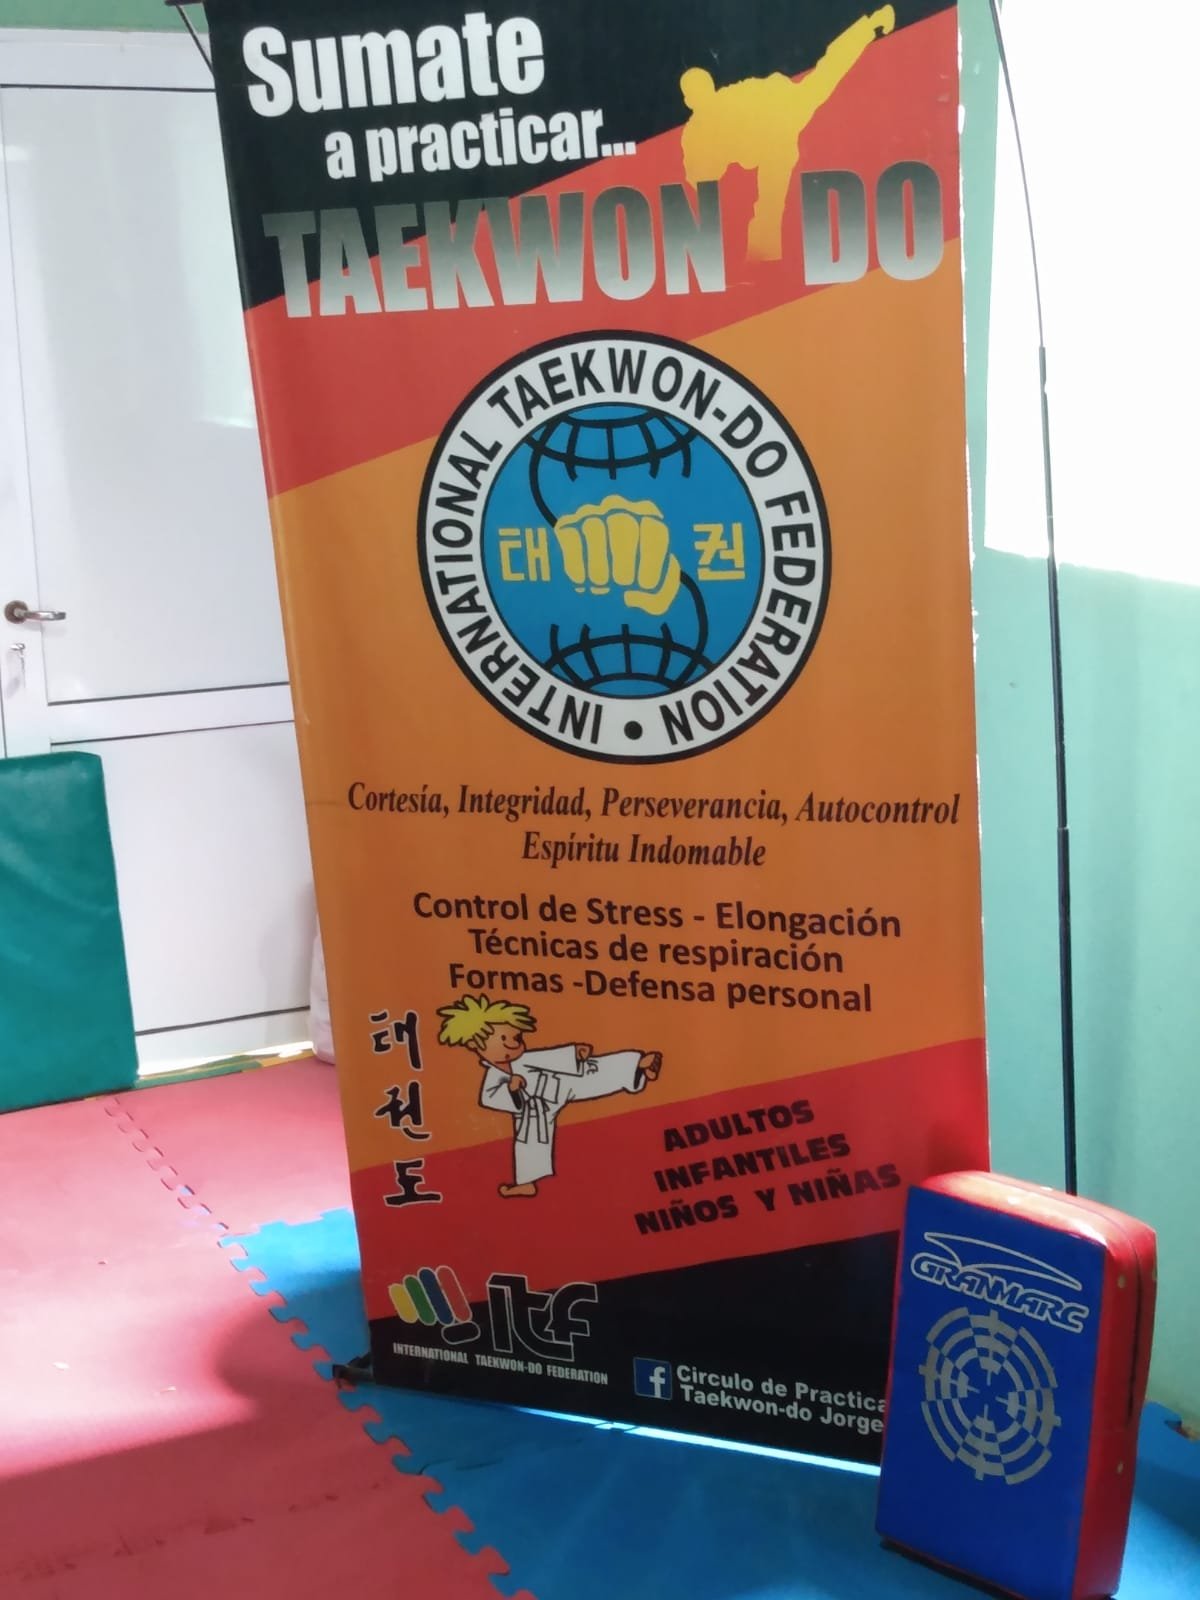 Sumate
a practicar...
TAEKWON DO
INTERNATIONAL TAEKWON-DO FEDERATION •
태 권
Cortesía, Integridad, Perseverancia, Autocontrol
Espíritu Indomable
Control de Stress - Elongación
Técnicas de respiración
Formas -Defensa personal
태
권
도
ADULTOS
INFANTILES
NIÑOS Y NIÑAS
itf
INTERNATIONAL TAEKWON-DO FEDERATION
f Circulo de Practica
Taekwon-do Jorge
GRANMARC